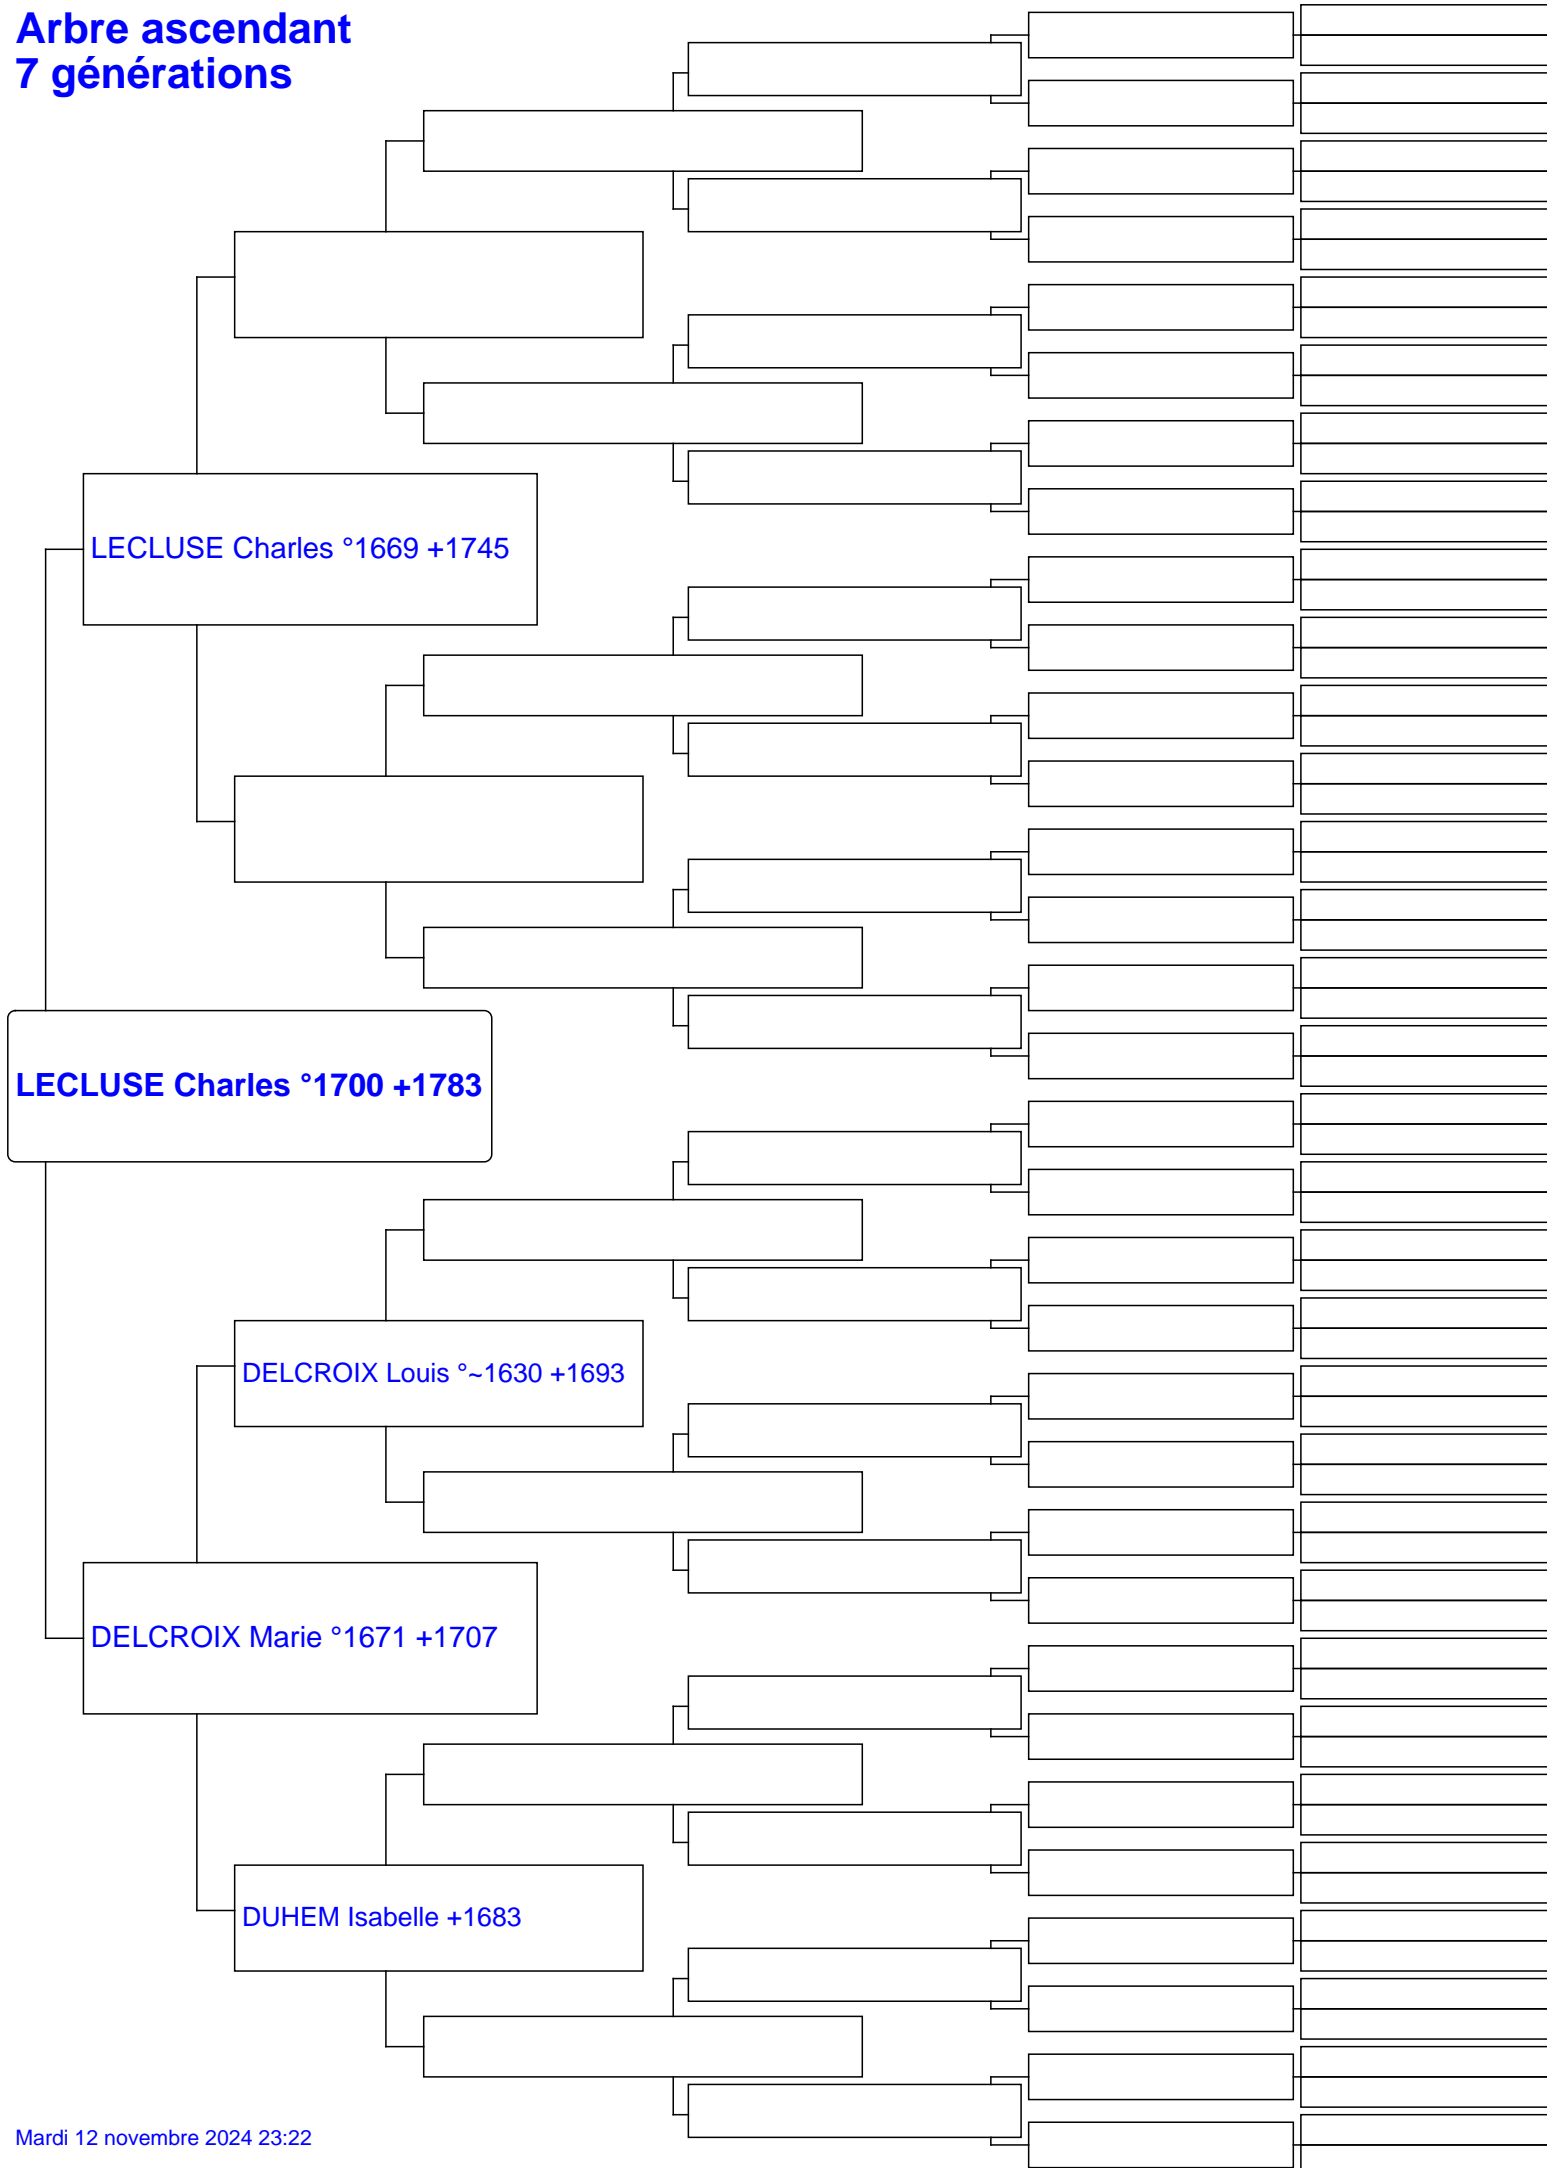 Arbre ascendant
7 générations
LECLUSE Charles °1669 +1745
LECLUSE Charles °1700 +1783
DELCROIX Louis °~1630 +1693
DELCROIX Marie °1671 +1707
DUHEM Isabelle +1683
Mardi 12 novembre 2024 23:22